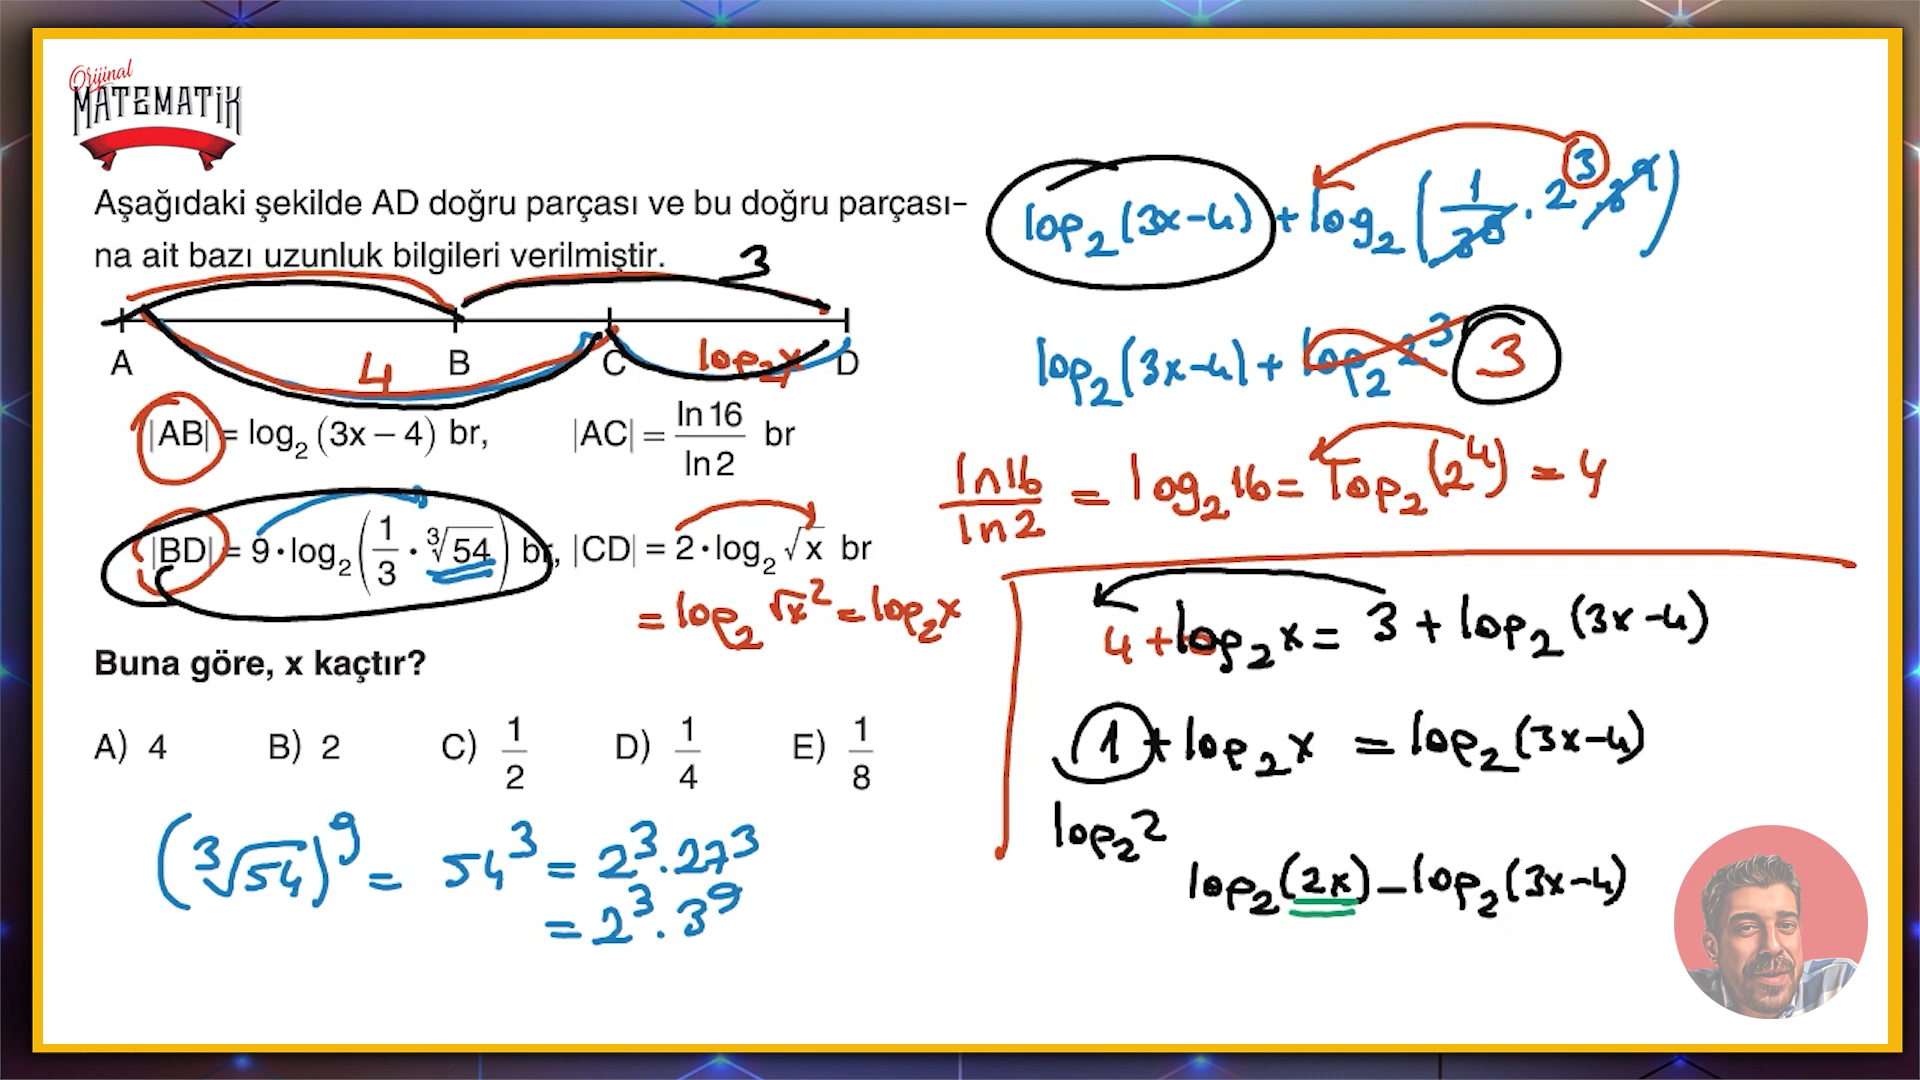 Orijinal
MATEMATİK
Aşağıdaki şekilde AD doğru parçası ve bu doğru parçası-
na ait bazı uzunluk bilgileri verilmiştir.
3
A B C D
4 log₂x
|AB| = log₂(3x – 4) br, |AC| = ln16/ln2 br
|BD| = 9·log₂(1/3 · ∛54) br, |CD| = 2·log₂√x br
= log₂ √x² = log₂x
Buna göre, x kaçtır?
A) 4 B) 2 C) 1/2 D) 1/4 E) 1/8
(∛54)⁹ = 54³ = 2³.27³
= 2³.3⁹
log₂(3x-4) + log₂(1/3⁹ . 2³.3⁹)
log₂(3x-4) + log₂2³ 3
ln16/ln2 = log₂16 = log₂(2⁴) = 4
4 + log₂x = 3 + log₂(3x-4)
1 + log₂x = log₂(3x-4)
log₂2
log₂(2x) – log₂(3x-4)